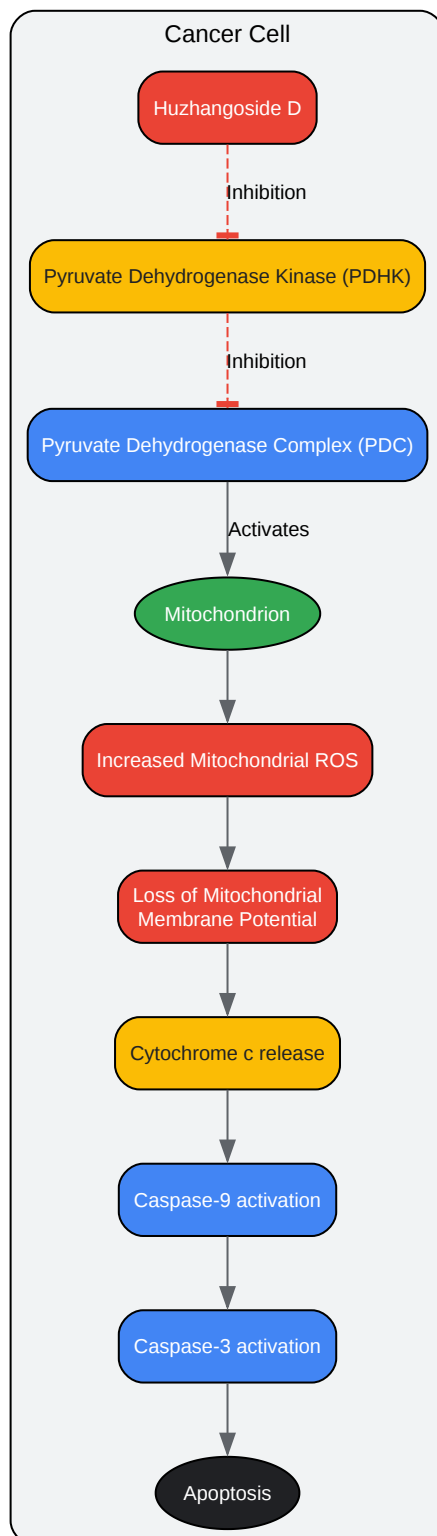 Cancer Cell
Huzhangoside D
Inhibition
Pyruvate Dehydrogenase Kinase (PDHK)
Inhibition
Pyruvate Dehydrogenase Complex (PDC)
Activates
Mitochondrion
Increased Mitochondrial ROS
Loss of Mitochondrial
Membrane Potential
Cytochrome c release
Caspase-9 activation
Caspase-3 activation
Apoptosis